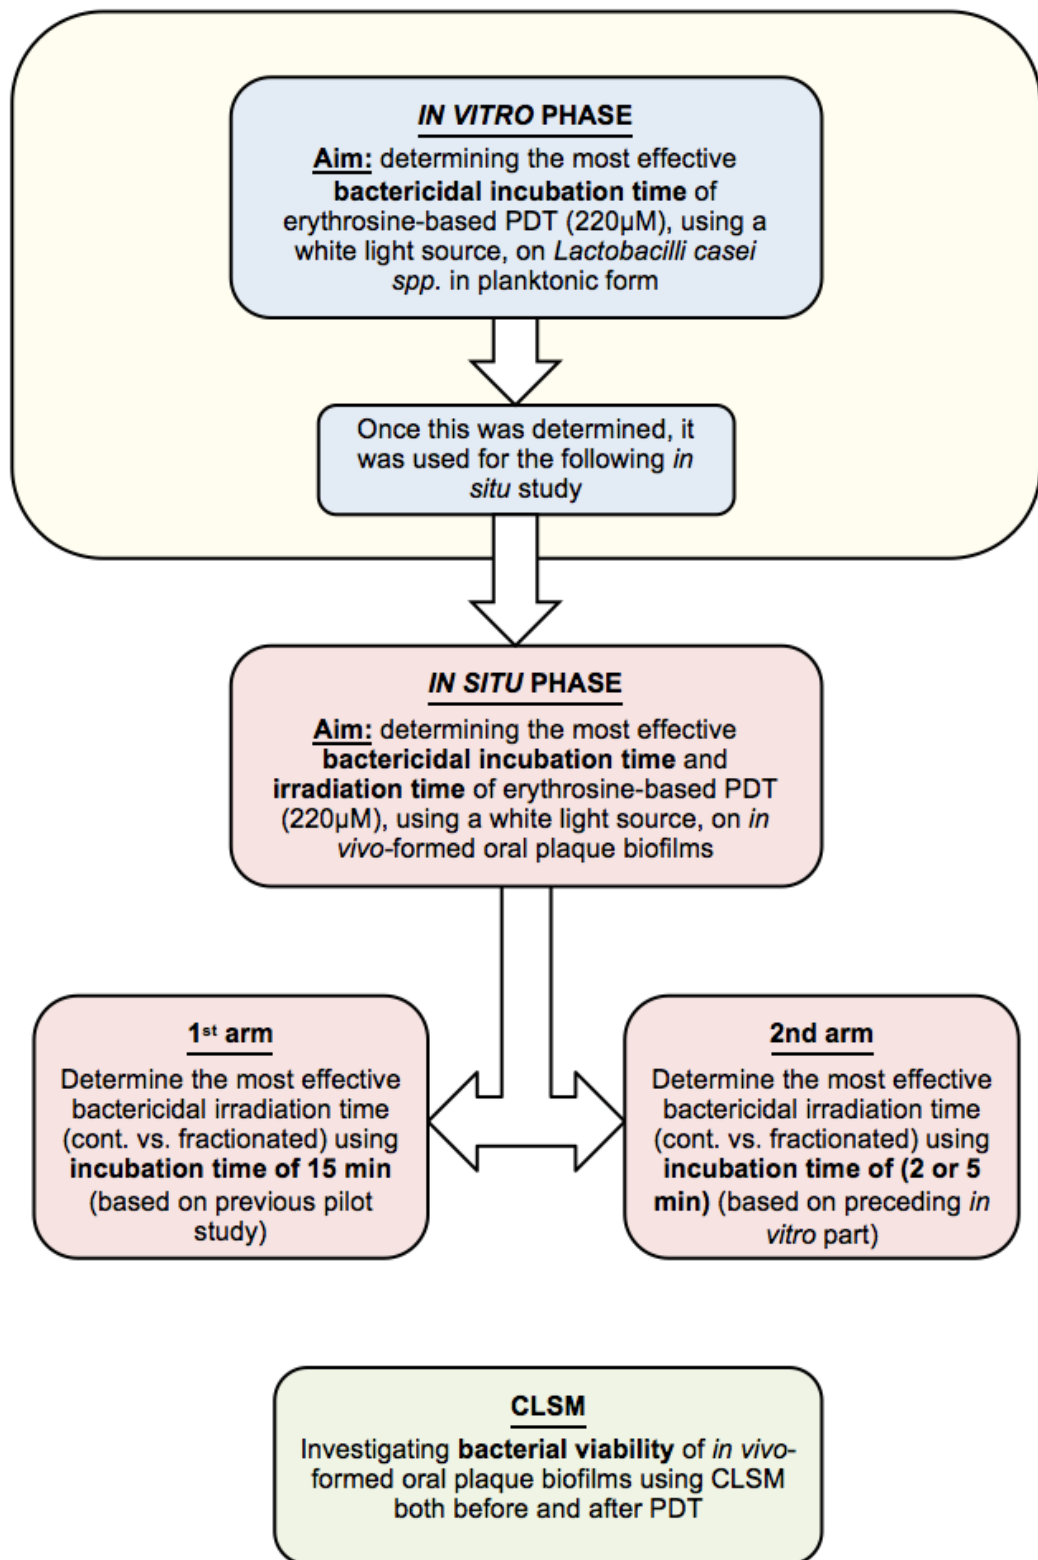 IN VITRO PHASE
Aim: determining the most effective
bactericidal incubation time of
erythrosine-based PDT (220µM), using a
white light source, on Lactobacilli casei
spp. in planktonic form
Once this was determined, it
was used for the following in
situ study
IN SITU PHASE
Aim: determining the most effective
bactericidal incubation time and
irradiation time of erythrosine-based PDT
(220µM), using a white light source, on in
vivo-formed oral plaque biofilms
1st arm
Determine the most effective
bactericidal irradiation time
(cont. vs. fractionated) using
incubation time of 15 min
(based on previous pilot
study)
2nd arm
Determine the most effective
bactericidal irradiation time
(cont. vs. fractionated) using
incubation time of (2 or 5
min) (based on preceding in
vitro part)
CLSM
Investigating bacterial viability of in vivo-
formed oral plaque biofilms using CLSM
both before and after PDT